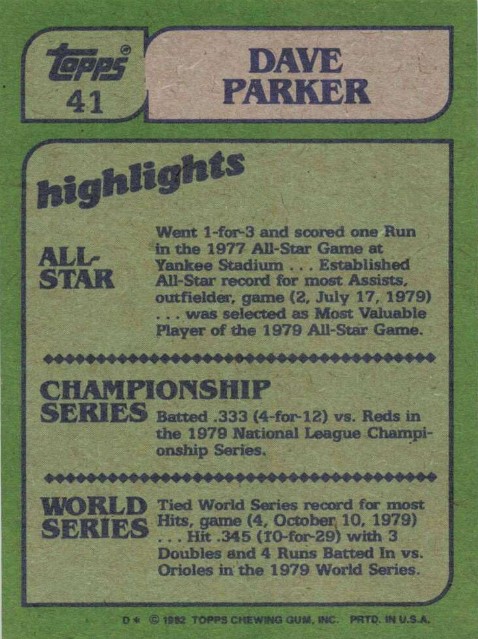 topps®
41
DAVE
PARKER
highlights
ALL-
STAR
Went 1-for-3 and scored one Run
in the 1977 All-Star Game at
Yankee Stadium . . . Established
All-Star record for most Assists,
outfielder, game (2, July 17, 1979)
. . . was selected as Most Valuable
Player of the 1979 All-Star Game.
CHAMPIONSHIP
SERIES
Batted .333 (4-for-12) vs. Reds in
the 1979 National League Champi-
onship Series.
WORLD
SERIES
Tied World Series record for most
Hits, game (4, October 10, 1979)
. . . Hit .345 (10-for-29) with 3
Doubles and 4 Runs Batted In vs.
Orioles in the 1979 World Series.
D* © 1982 TOPPS CHEWING GUM, INC. PRTD. IN U.S.A.